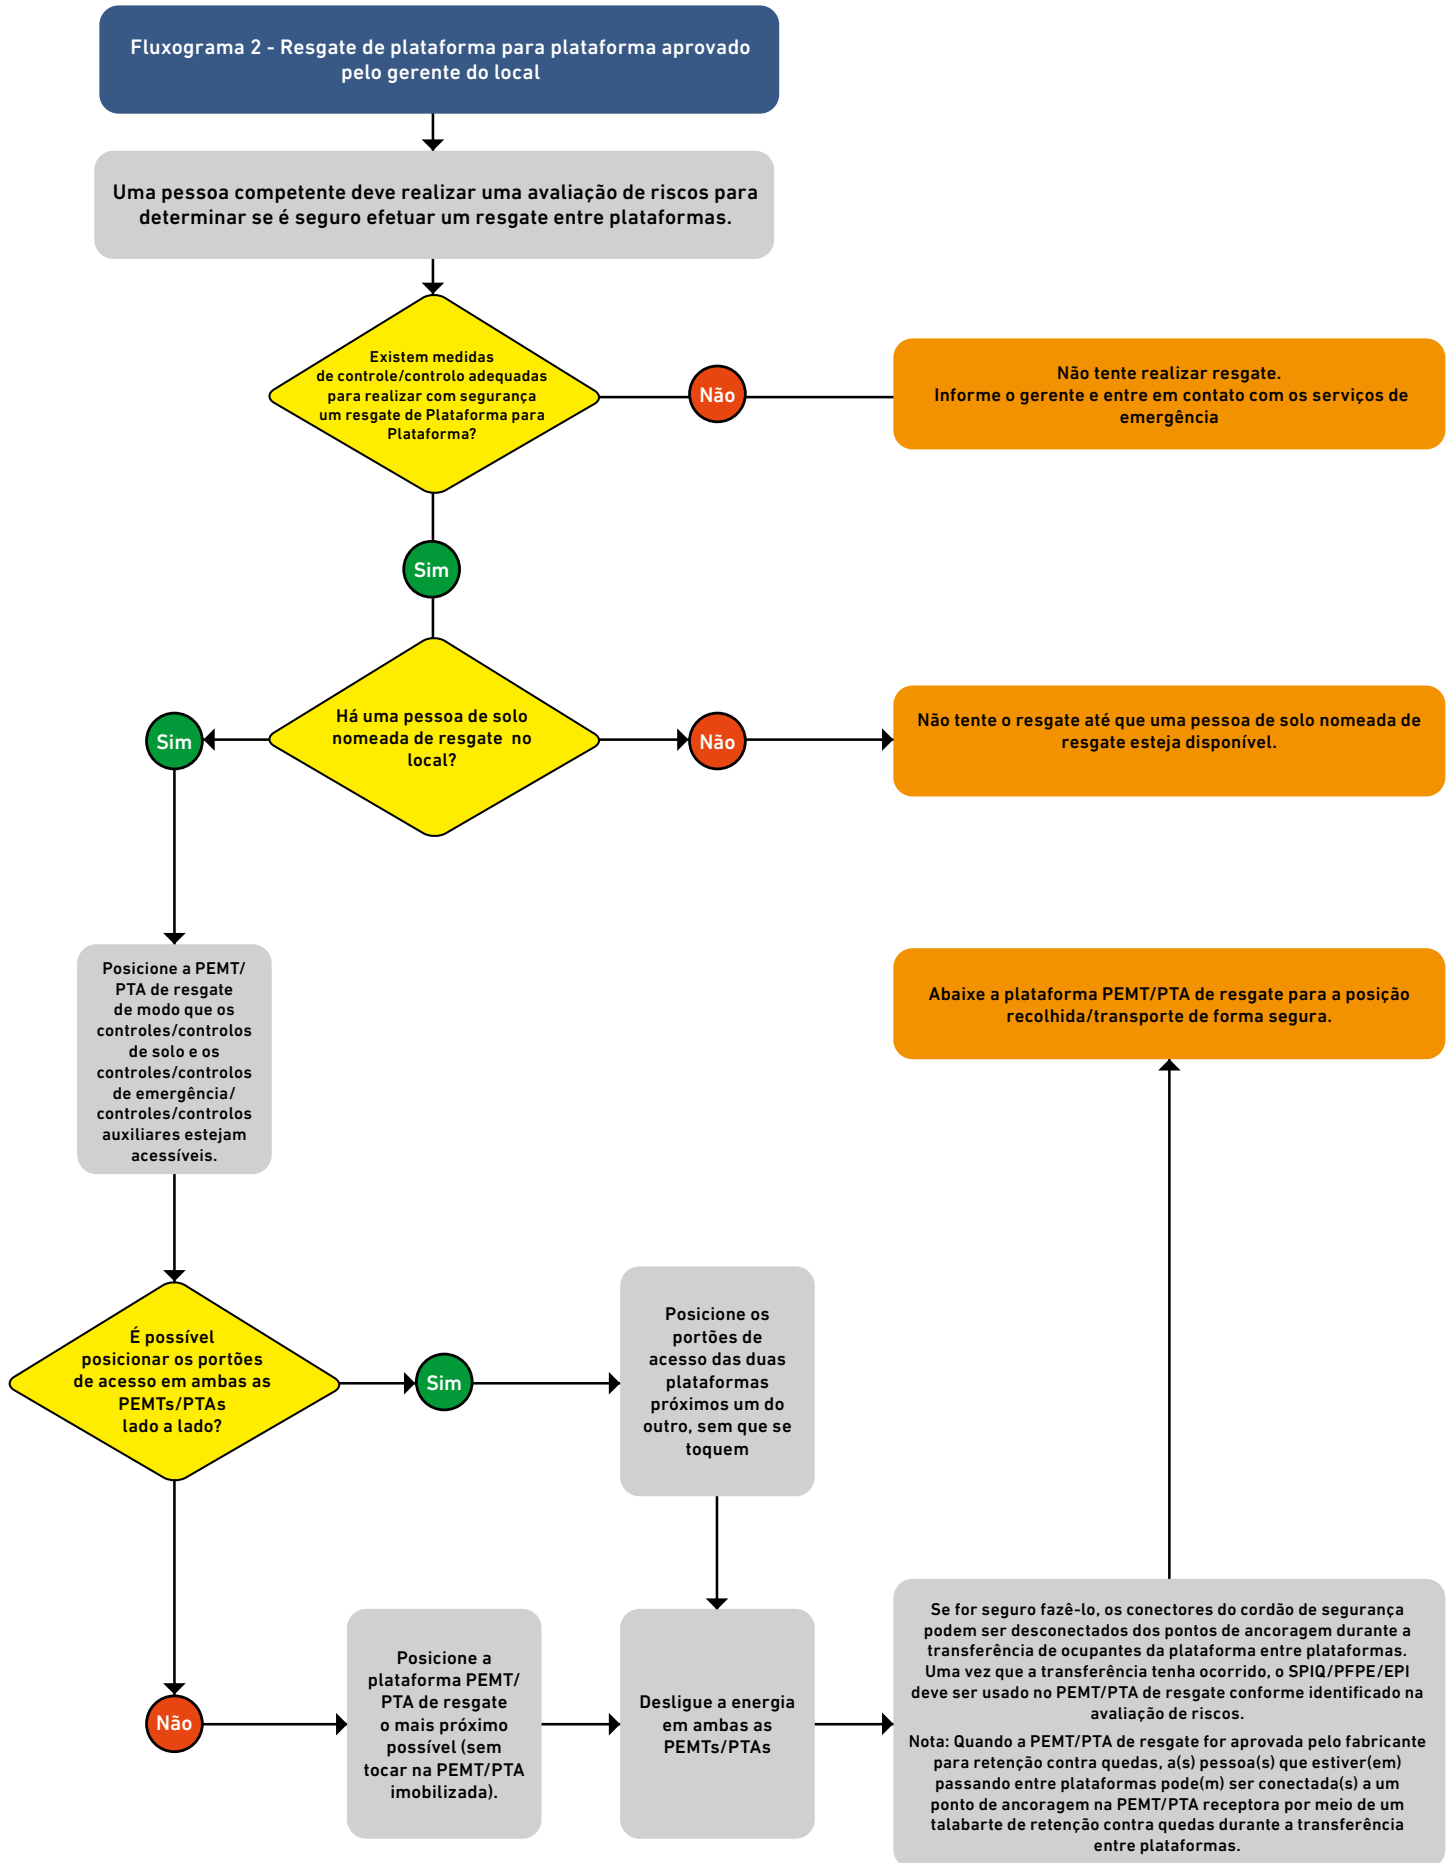 Fluxograma 2 - Resgate de plataforma para plataforma aprovado
pelo gerente do local
Uma pessoa competente deve realizar uma avaliação de riscos para
determinar se é seguro efetuar um resgate entre plataformas.
Existem medidas
de controle/controlo adequadas
para realizar com segurança
um resgate de Plataforma para
Plataforma?
Não
Não tente realizar resgate.
Informe o gerente e entre em contato com os serviços de
emergência
Sim
Há uma pessoa de solo
nomeada de resgate no
local?
Sim
Não
Não tente o resgate até que uma pessoa de solo nomeada de
resgate esteja disponível.
Posicione a PEMT/
PTA de resgate
de modo que os
controles/controlos
de solo e os
controles/controlos
de emergência/
controles/controlos
auxiliares estejam
acessíveis.
Abaixe a plataforma PEMT/PTA de resgate para a posição
recolhida/transporte de forma segura.
É possível
posicionar os portões
de acesso em ambas as
PEMTs/PTAs
lado a lado?
Sim
Posicione os
portões de
acesso das duas
plataformas
próximos um do
outro, sem que se
toquem
Não
Posicione a
plataforma PEMT/
PTA de resgate
o mais próximo
possível (sem
tocar na PEMT/PTA
imobilizada).
Desligue a energia
em ambas as
PEMTs/PTAs
Se for seguro fazê-lo, os conectores do cordão de segurança
podem ser desconectados dos pontos de ancoragem durante a
transferência de ocupantes da plataforma entre plataformas.
Uma vez que a transferência tenha ocorrido, o SPIQ/PFPE/EPI
deve ser usado no PEMT/PTA de resgate conforme identificado na
avaliação de riscos.
Nota: Quando a PEMT/PTA de resgate for aprovada pelo fabricante
para retenção contra quedas, a(s) pessoa(s) que estiver(em)
passando entre plataformas pode(m) ser conectada(s) a um
ponto de ancoragem na PEMT/PTA receptora por meio de um
talabarte de retenção contra quedas durante a transferência
entre plataformas.